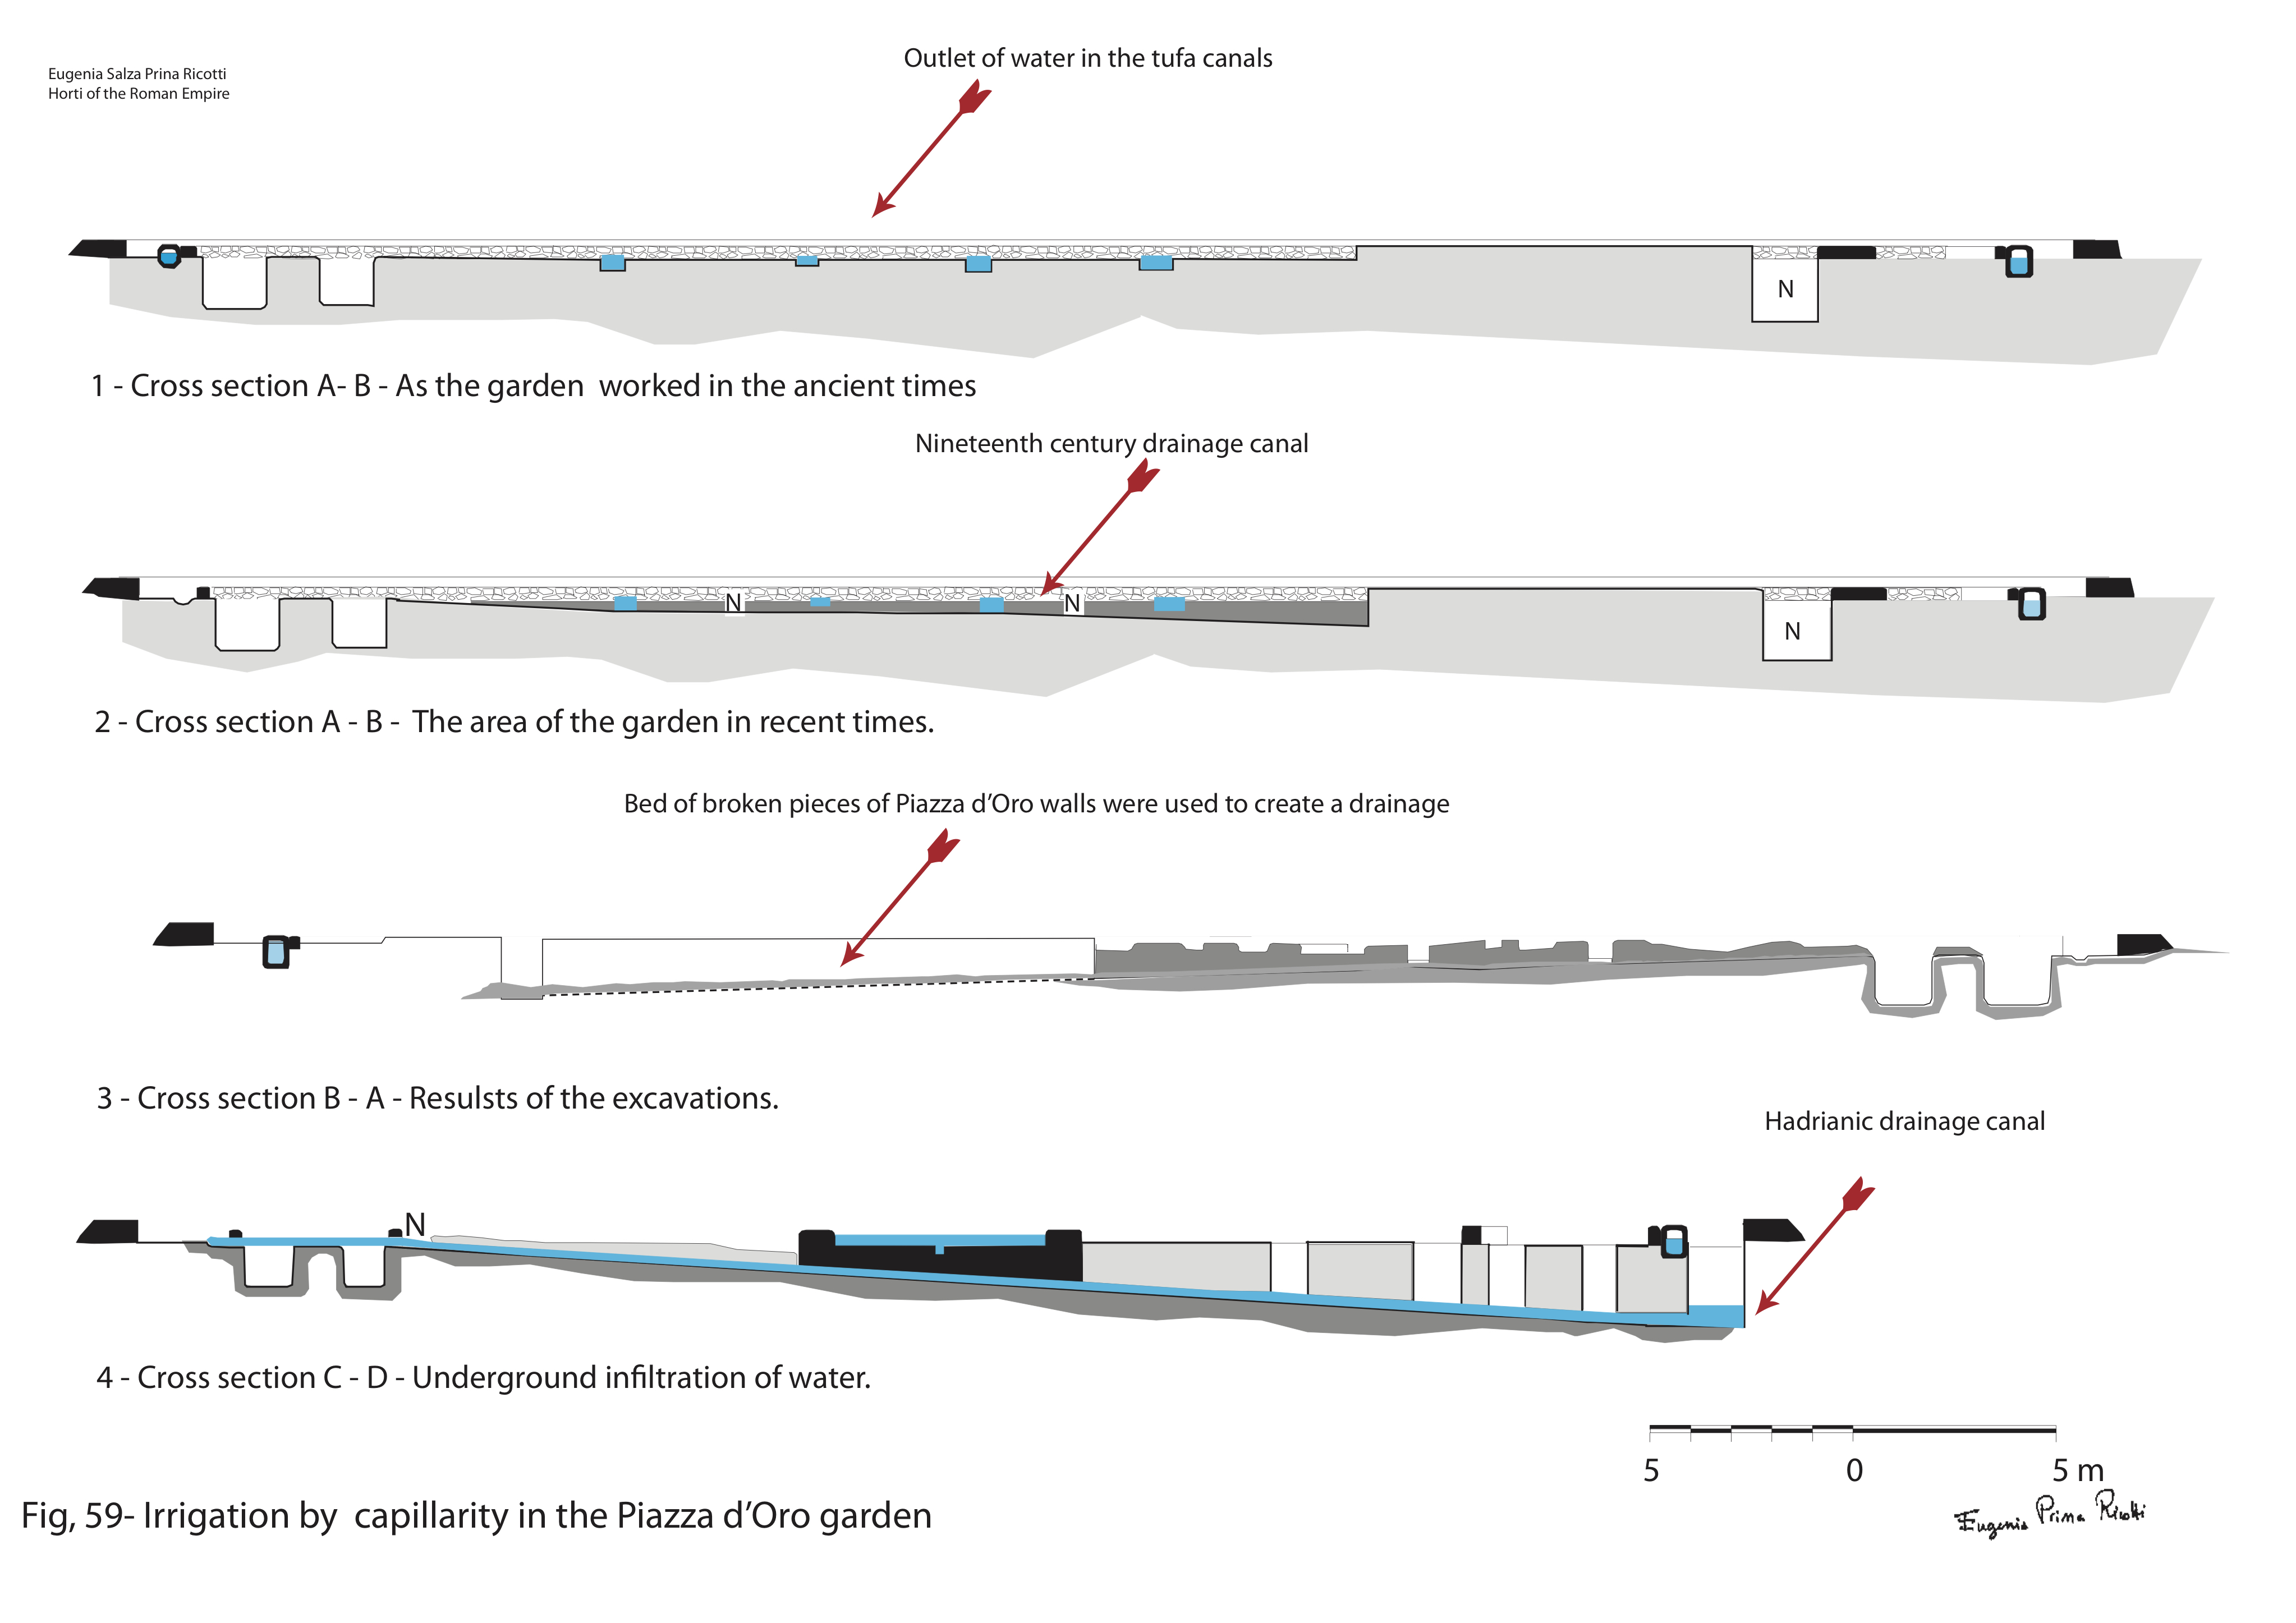 Eugenia Salza Prina Ricotti
Horti of the Roman Empire
Outlet of water in the tufa canals
N
1 - Cross section A- B - As the garden  worked in the ancient times
Nineteenth century drainage canal
N N
N
2 - Cross section A - B -  The area of the garden in recent times.
Bed of broken pieces of Piazza d’Oro walls were used to create a drainage
3 - Cross section B - A - Resulsts of the excavations.
Hadrianic drainage canal
N
4 - Cross section C - D - Underground infiltration of water.
5 0 5 m
Fig, 59- Irrigation by  capillarity in the Piazza d’Oro garden
Eugenia Prina Ricotti